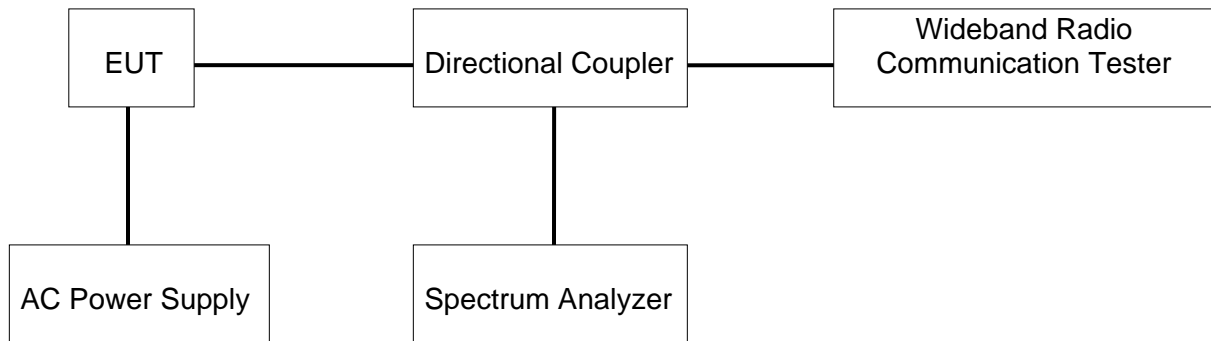 EUT
Directional Coupler
Wideband Radio
Communication Tester
AC Power Supply
Spectrum Analyzer